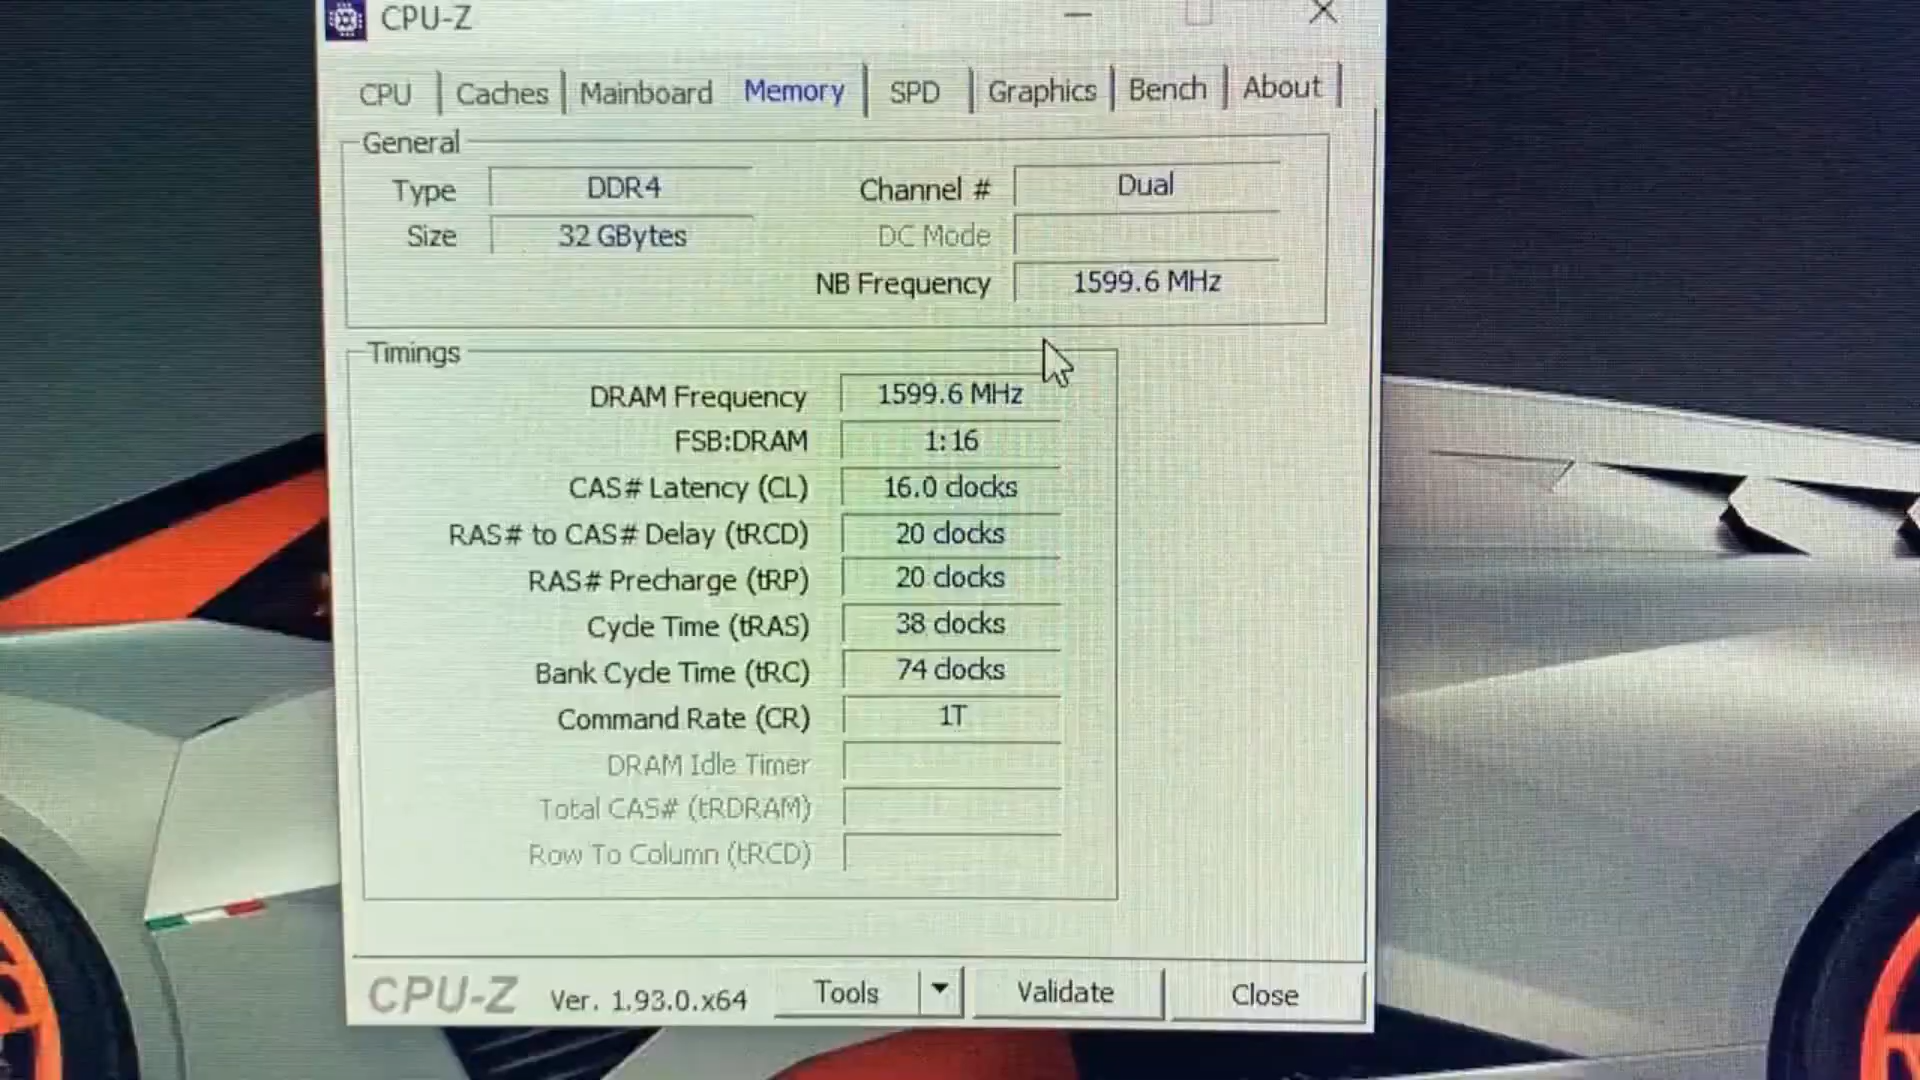 CPU-Z
CPU Caches Mainboard Memory SPD Graphics Bench About
General
Type DDR4 Channel # Dual
Size 32 GBytes DC Mode
NB Frequency 1599.6 MHz
Timings
DRAM Frequency 1599.6 MHz
FSB:DRAM 1:16
CAS# Latency (CL) 16.0 clocks
RAS# to CAS# Delay (tRCD) 20 clocks
RAS# Precharge (tRP) 20 clocks
Cycle Time (tRAS) 38 clocks
Bank Cycle Time (tRC) 74 clocks
Command Rate (CR) 1T
DRAM Idle Timer
Total CAS# (tRDRAM)
Row To Column (tRCD)
CPU-Z Ver. 1.93.0.x64 Tools Validate Close